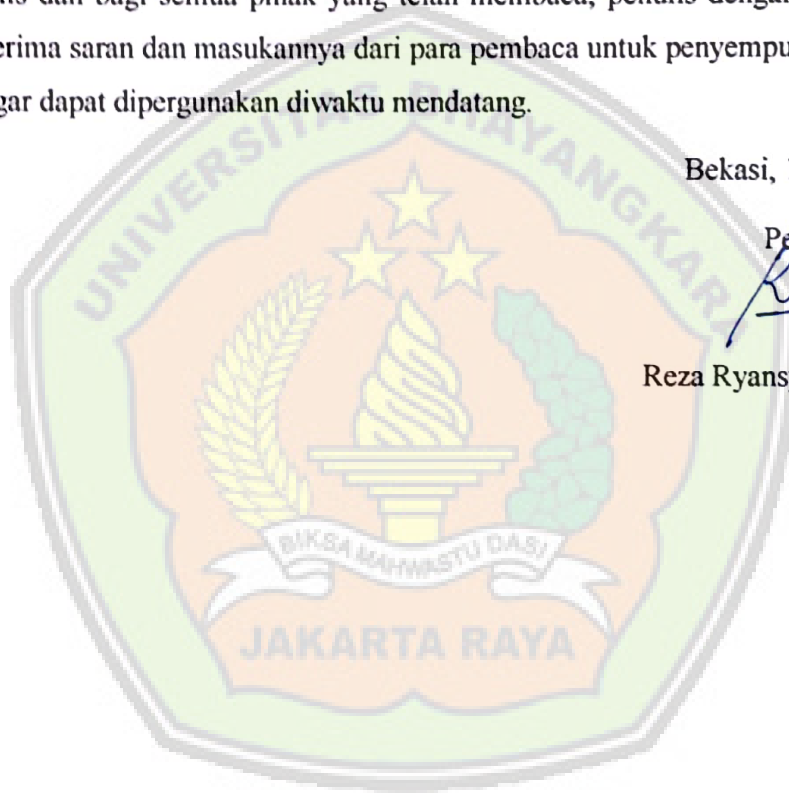 dan bagi semua pihak yang telah membaca, penulis dengan
erima saran dan masukannya dari para pembaca untuk penyempu
gar dapat dipergunakan diwaktu mendatang.
Bekasi,
Pe
Reza Ryans
UNIVERSITAS BHAYANGKARA
BIKSA MAHWASTU DASI
JAKARTA RAYA